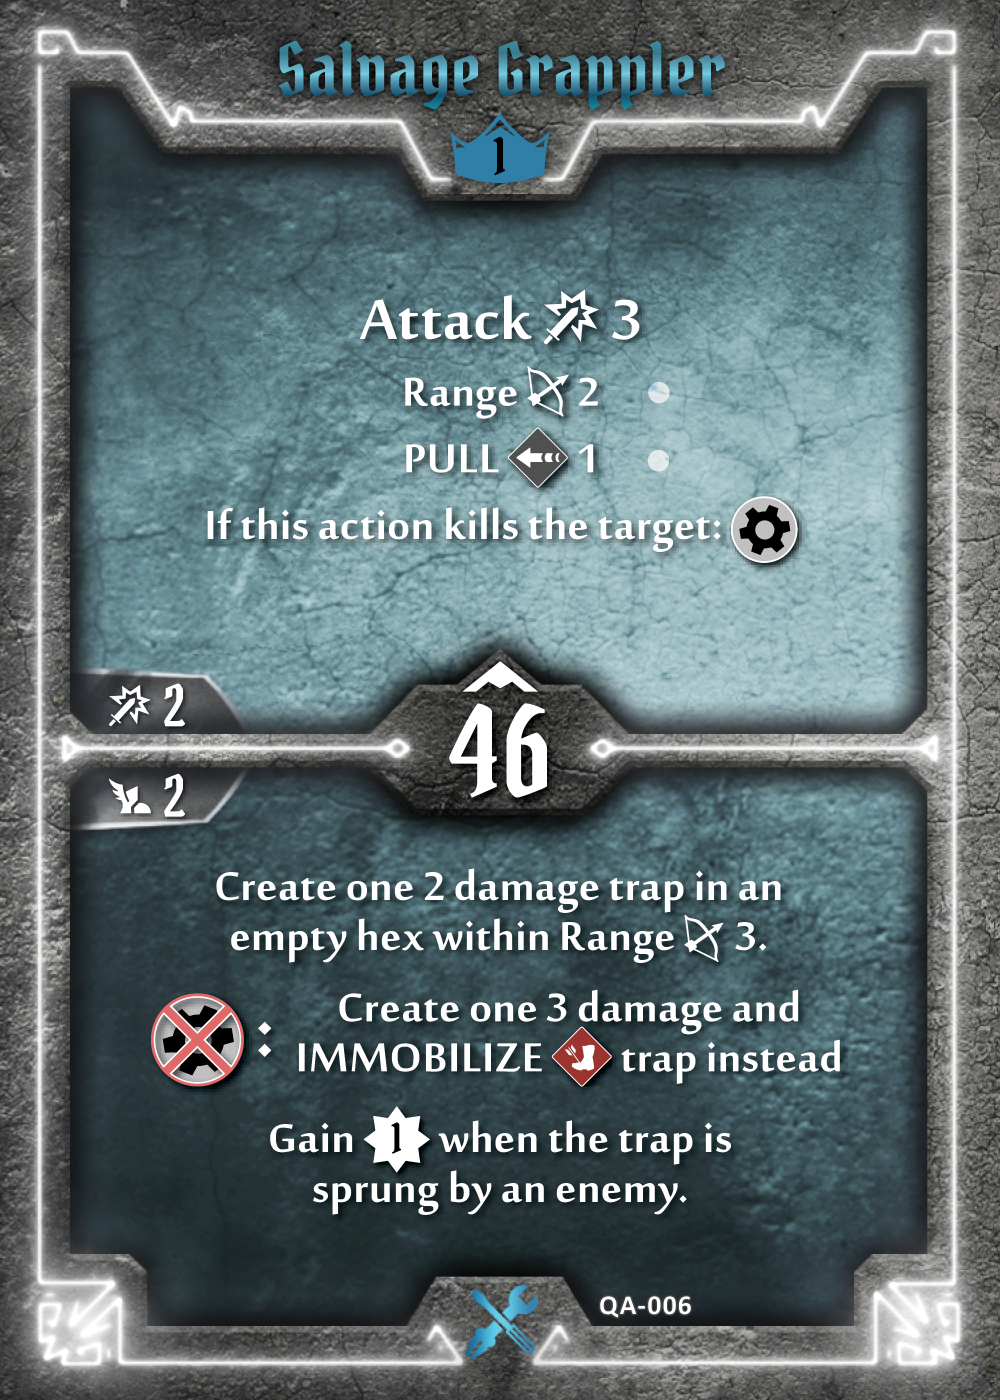 Salvage Grappler
1
Attack 3
Range 2
PULL 1
If this action kills the target:
2
46
2
Create one 2 damage trap in an
empty hex within Range 3.
: Create one 3 damage and
IMMOBILIZE trap instead
Gain 1 when the trap is
sprung by an enemy.
QA-006